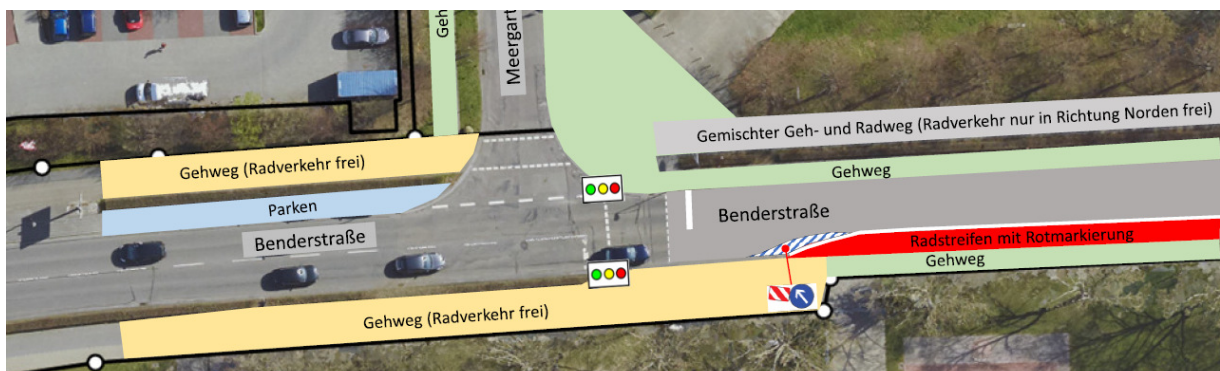 Geh
Meergart
Gemischter Geh- und Radweg (Radverkehr nur in Richtung Norden frei)
Gehweg (Radverkehr frei)
Gehweg
Parken
Benderstraße
Benderstraße
Radstreifen mit Rotmarkierung
Gehweg
Gehweg (Radverkehr frei)